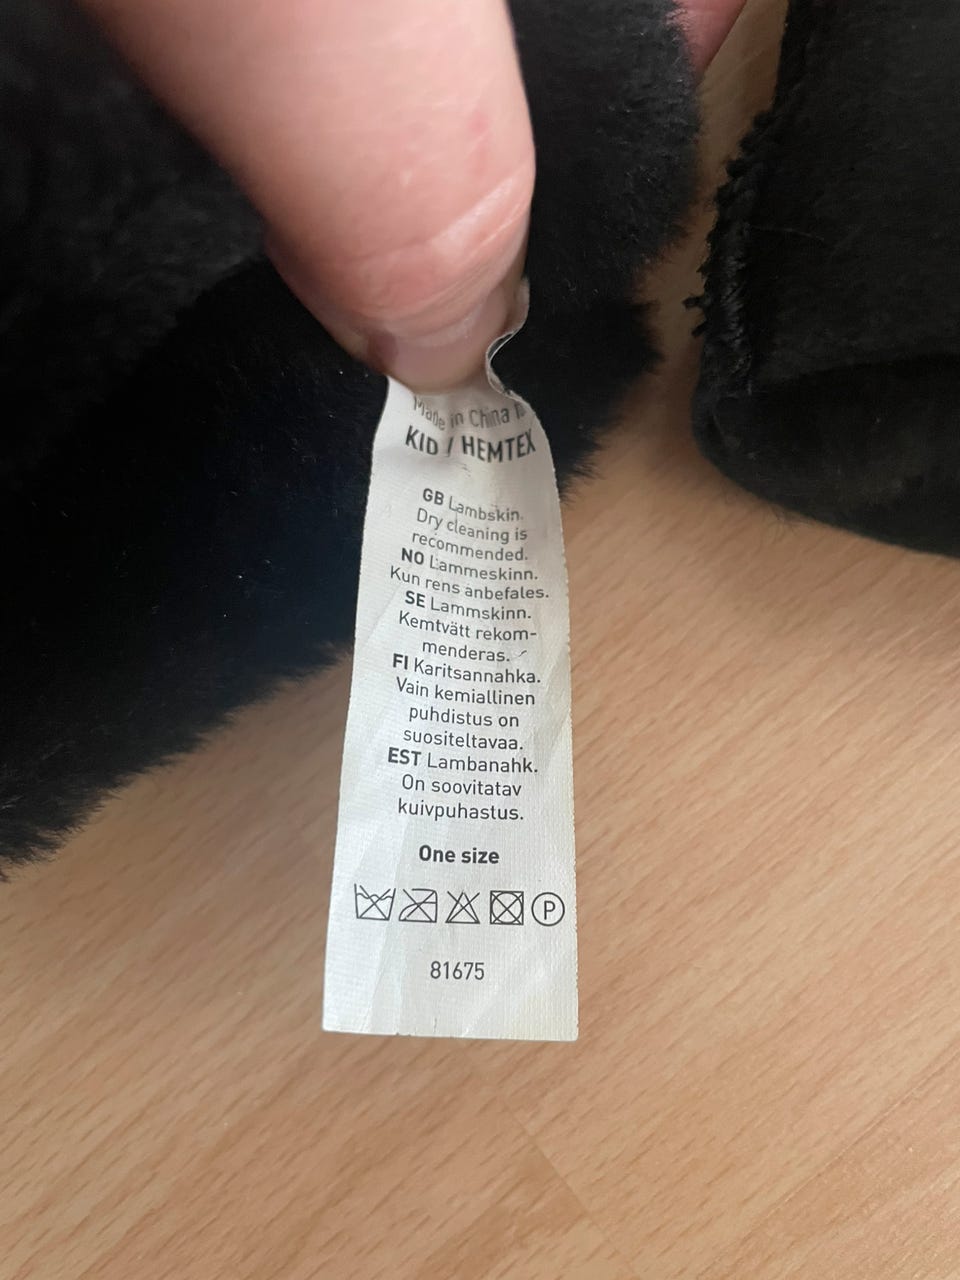 Made in China
KID / HEMTEX
GB Lambskin.
Dry cleaning is
recommended.
NO Lammeskinn.
Kun rens anbefales.
SE Lammskinn.
Kemtvätt rekom-
menderas.
FI Karitsannahka.
Vain kemiallinen
puhdistus on
suositeltavaa.
EST Lambanahk.
On soovitatav
kuivpuhastus.
One size
P
81675